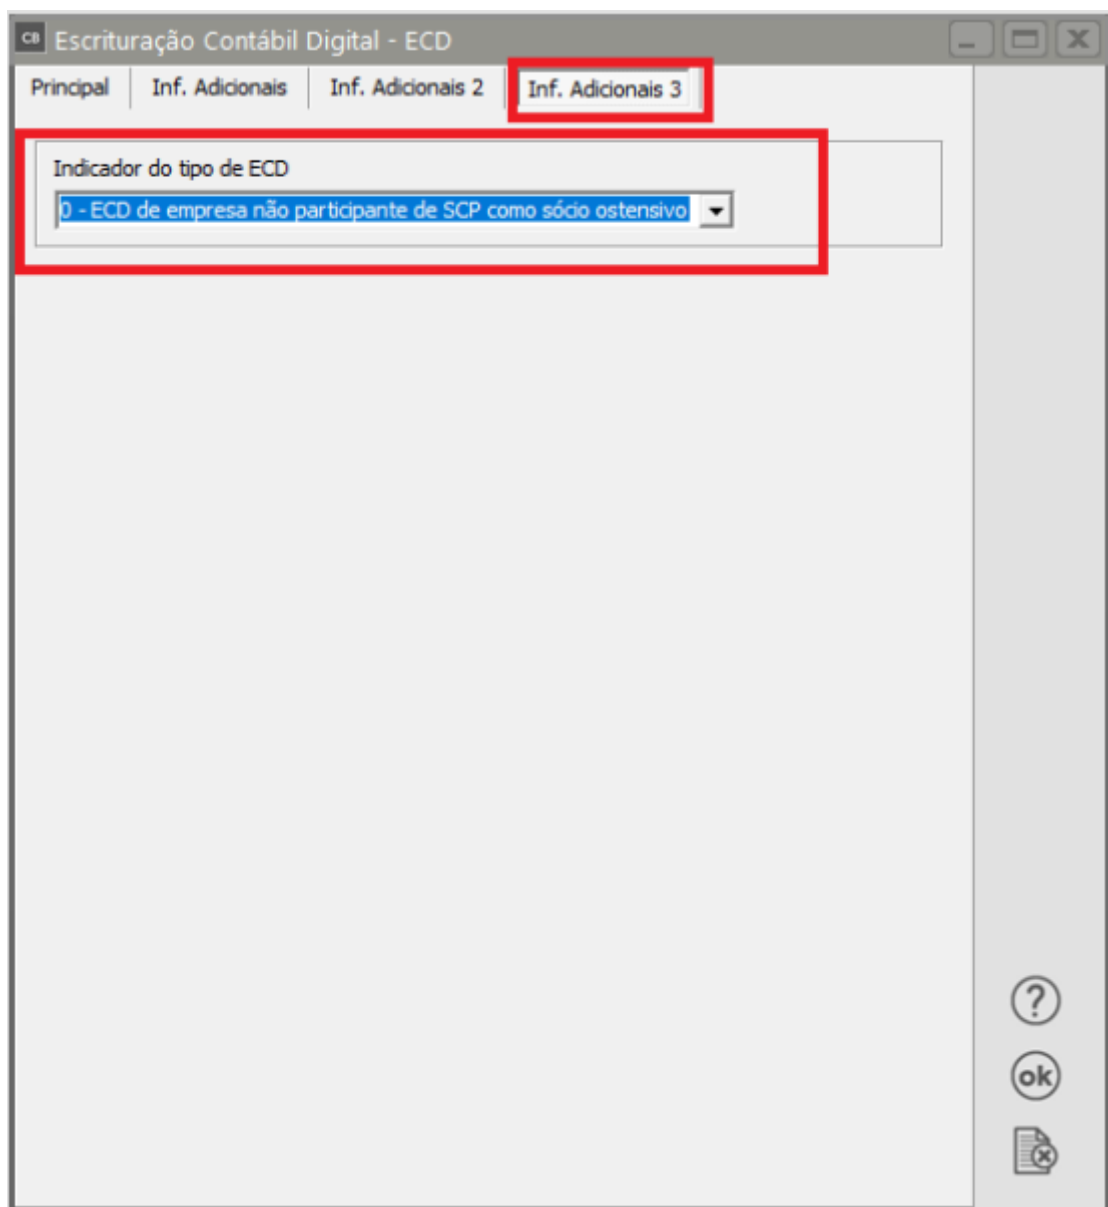 CB Escrituração Contábil Digital - ECD
Principal Inf. Adicionais Inf. Adicionais 2 Inf. Adicionais 3
Indicador do tipo de ECD
0 - ECD de empresa não participante de SCP como sócio ostensivo
?
ok